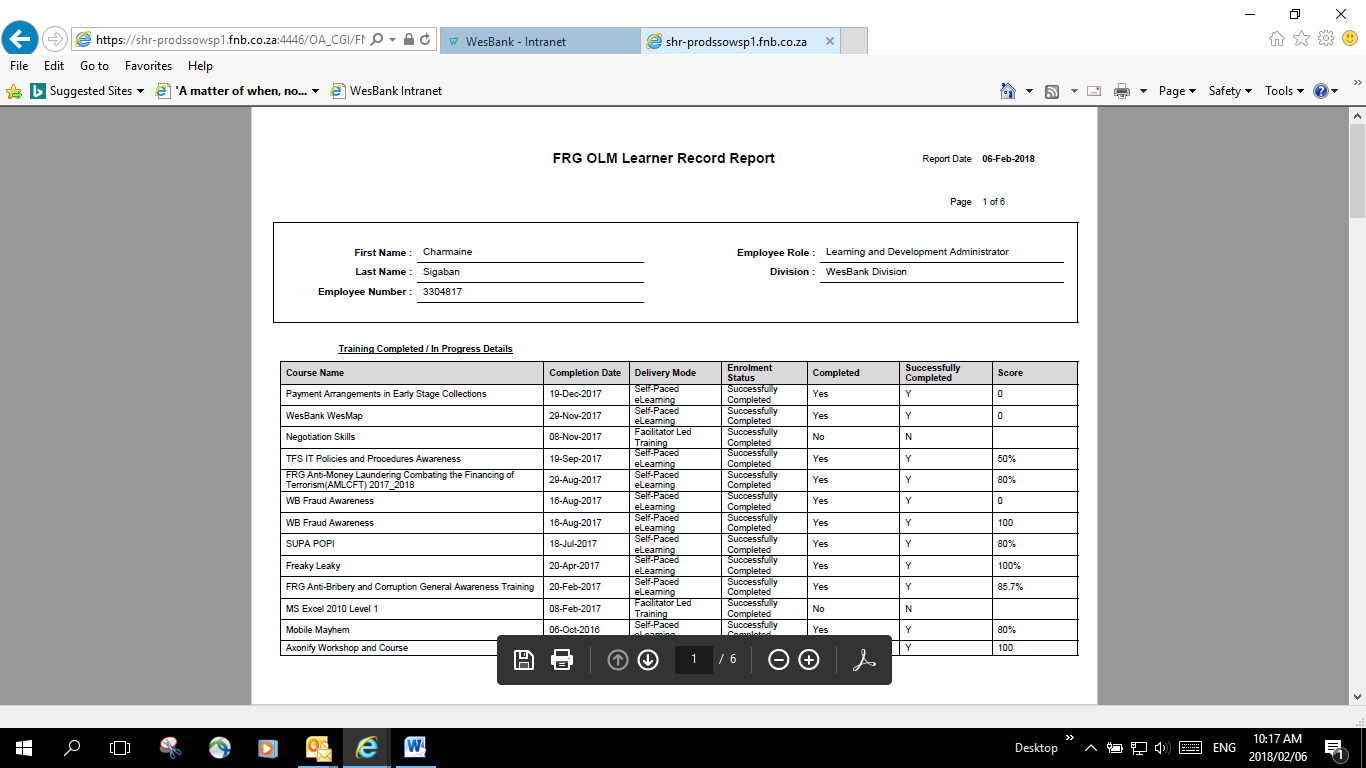 https://shr-prodssowsp1.fnb.co.za:4446/OA_CGI/FI
WesBank - Intranet
shr-prodssowsp1.fnb.co.za
File Edit Go to Favorites Help
Suggested Sites 'A matter of when, no... WesBank Intranet
Page Safety Tools
FRG OLM Learner Record Report
Report Date 06-Feb-2018
Page 1 of 6
First Name : Charmaine Employee Role : Learning and Development Administrator
Last Name : Sigaban Division : WesBank Division
Employee Number : 3304817
Training Completed / In Progress Details
Course Name Completion Date Delivery Mode Enrolment Status Completed Successfully Completed Score
Payment Arrangements in Early Stage Collections 19-Dec-2017 Self-Paced eLearning Successfully Completed Yes Y 0
WesBank WesMap 29-Nov-2017 Self-Paced eLearning Successfully Completed Yes Y 0
Negotiation Skills 08-Nov-2017 Facilitator Led Training Successfully Completed No N
TFS IT Policies and Procedures Awareness 19-Sep-2017 Self-Paced eLearning Successfully Completed Yes Y 50%
FRG Anti-Money Laundering Combating the Financing of Terrorism(AMLCFT) 2017_2018 29-Aug-2017 Self-Paced eLearning Successfully Completed Yes Y 80%
WB Fraud Awareness 16-Aug-2017 Self-Paced eLearning Successfully Completed Yes Y 0
WB Fraud Awareness 16-Aug-2017 Self-Paced eLearning Successfully Completed Yes Y 100
SUPA POPI 18-Jul-2017 Self-Paced eLearning Successfully Completed Yes Y 80%
Freaky Leaky 20-Apr-2017 Self-Paced eLearning Successfully Completed Yes Y 100%
FRG Anti-Bribery and Corruption General Awareness Training 20-Feb-2017 Self-Paced eLearning Successfully Completed Yes Y 85.7%
MS Excel 2010 Level 1 08-Feb-2017 Facilitator Led Training Successfully Completed No N
Mobile Mayhem 06-Oct-2016 Self-Paced eLearning Successfully Completed Yes Y 80%
Axonify Workshop and Course Y 100
1 / 6
Desktop ENG 10:17 AM
2018/02/06
1